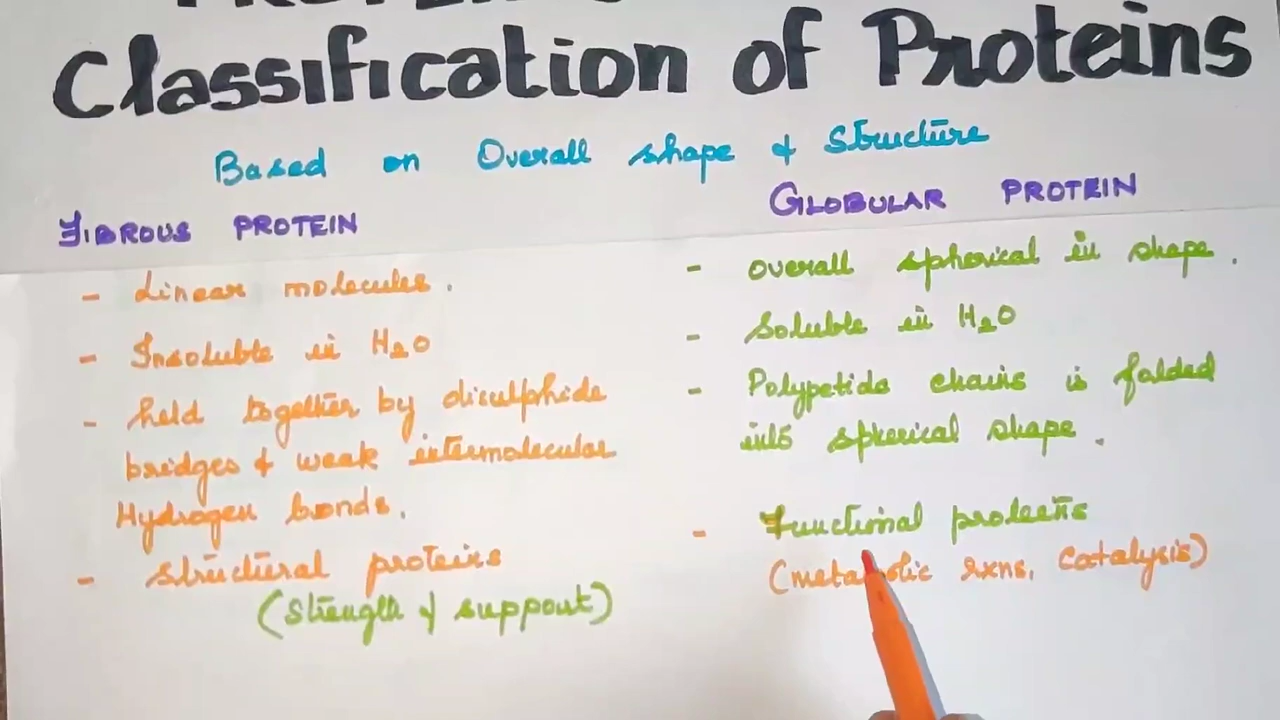 Classification of Proteins
Based on Overall shape & Structure
FIBROUS PROTEIN
- Linear molecules.
- Insoluble in H2O
- held together by disulphide
bridges & weak intermolecular
Hydrogen bonds.
- Structural proteins
(Strength & support)
GLOBULAR PROTEIN
- overall spherical in shape.
- Soluble in H2O
- Polypetide chains is folded
into spherical shape.
- Functional proteins
(metabolic rxns, catalysis)